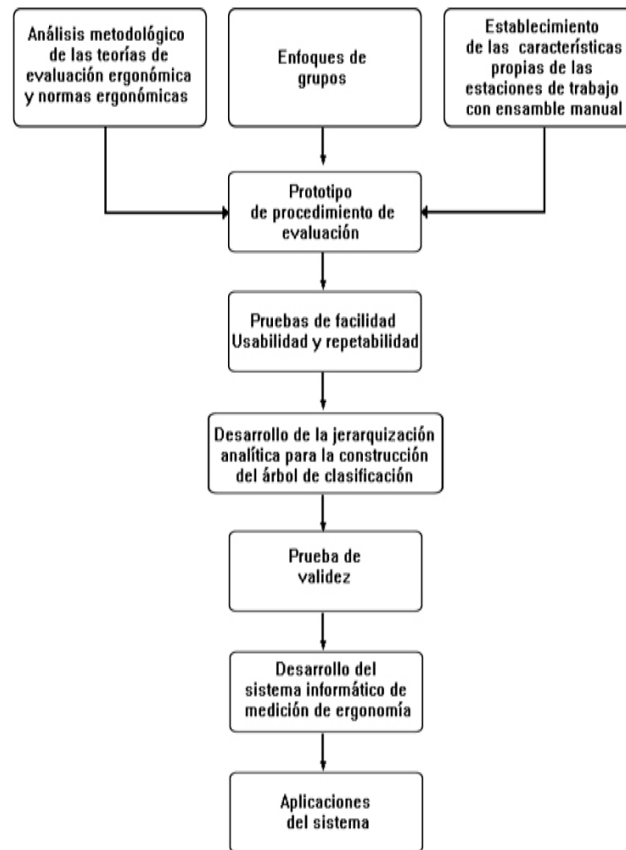 Análisis metodológico
de las teorías de
evaluación ergonómica
y normas ergonómicas
Enfoques de
grupos
Establecimiento
de las características
propias de las
estaciones de trabajo
con ensamble manual
Prototipo
de procedimiento de
evaluación
Pruebas de facilidad
Usabilidad y repetabilidad
Desarrollo de la jerarquización
analítica para la construcción
del árbol de clasificación
Prueba de
validez
Desarrollo del
sistema informático de
medición de ergonomía
Aplicaciones
del sistema